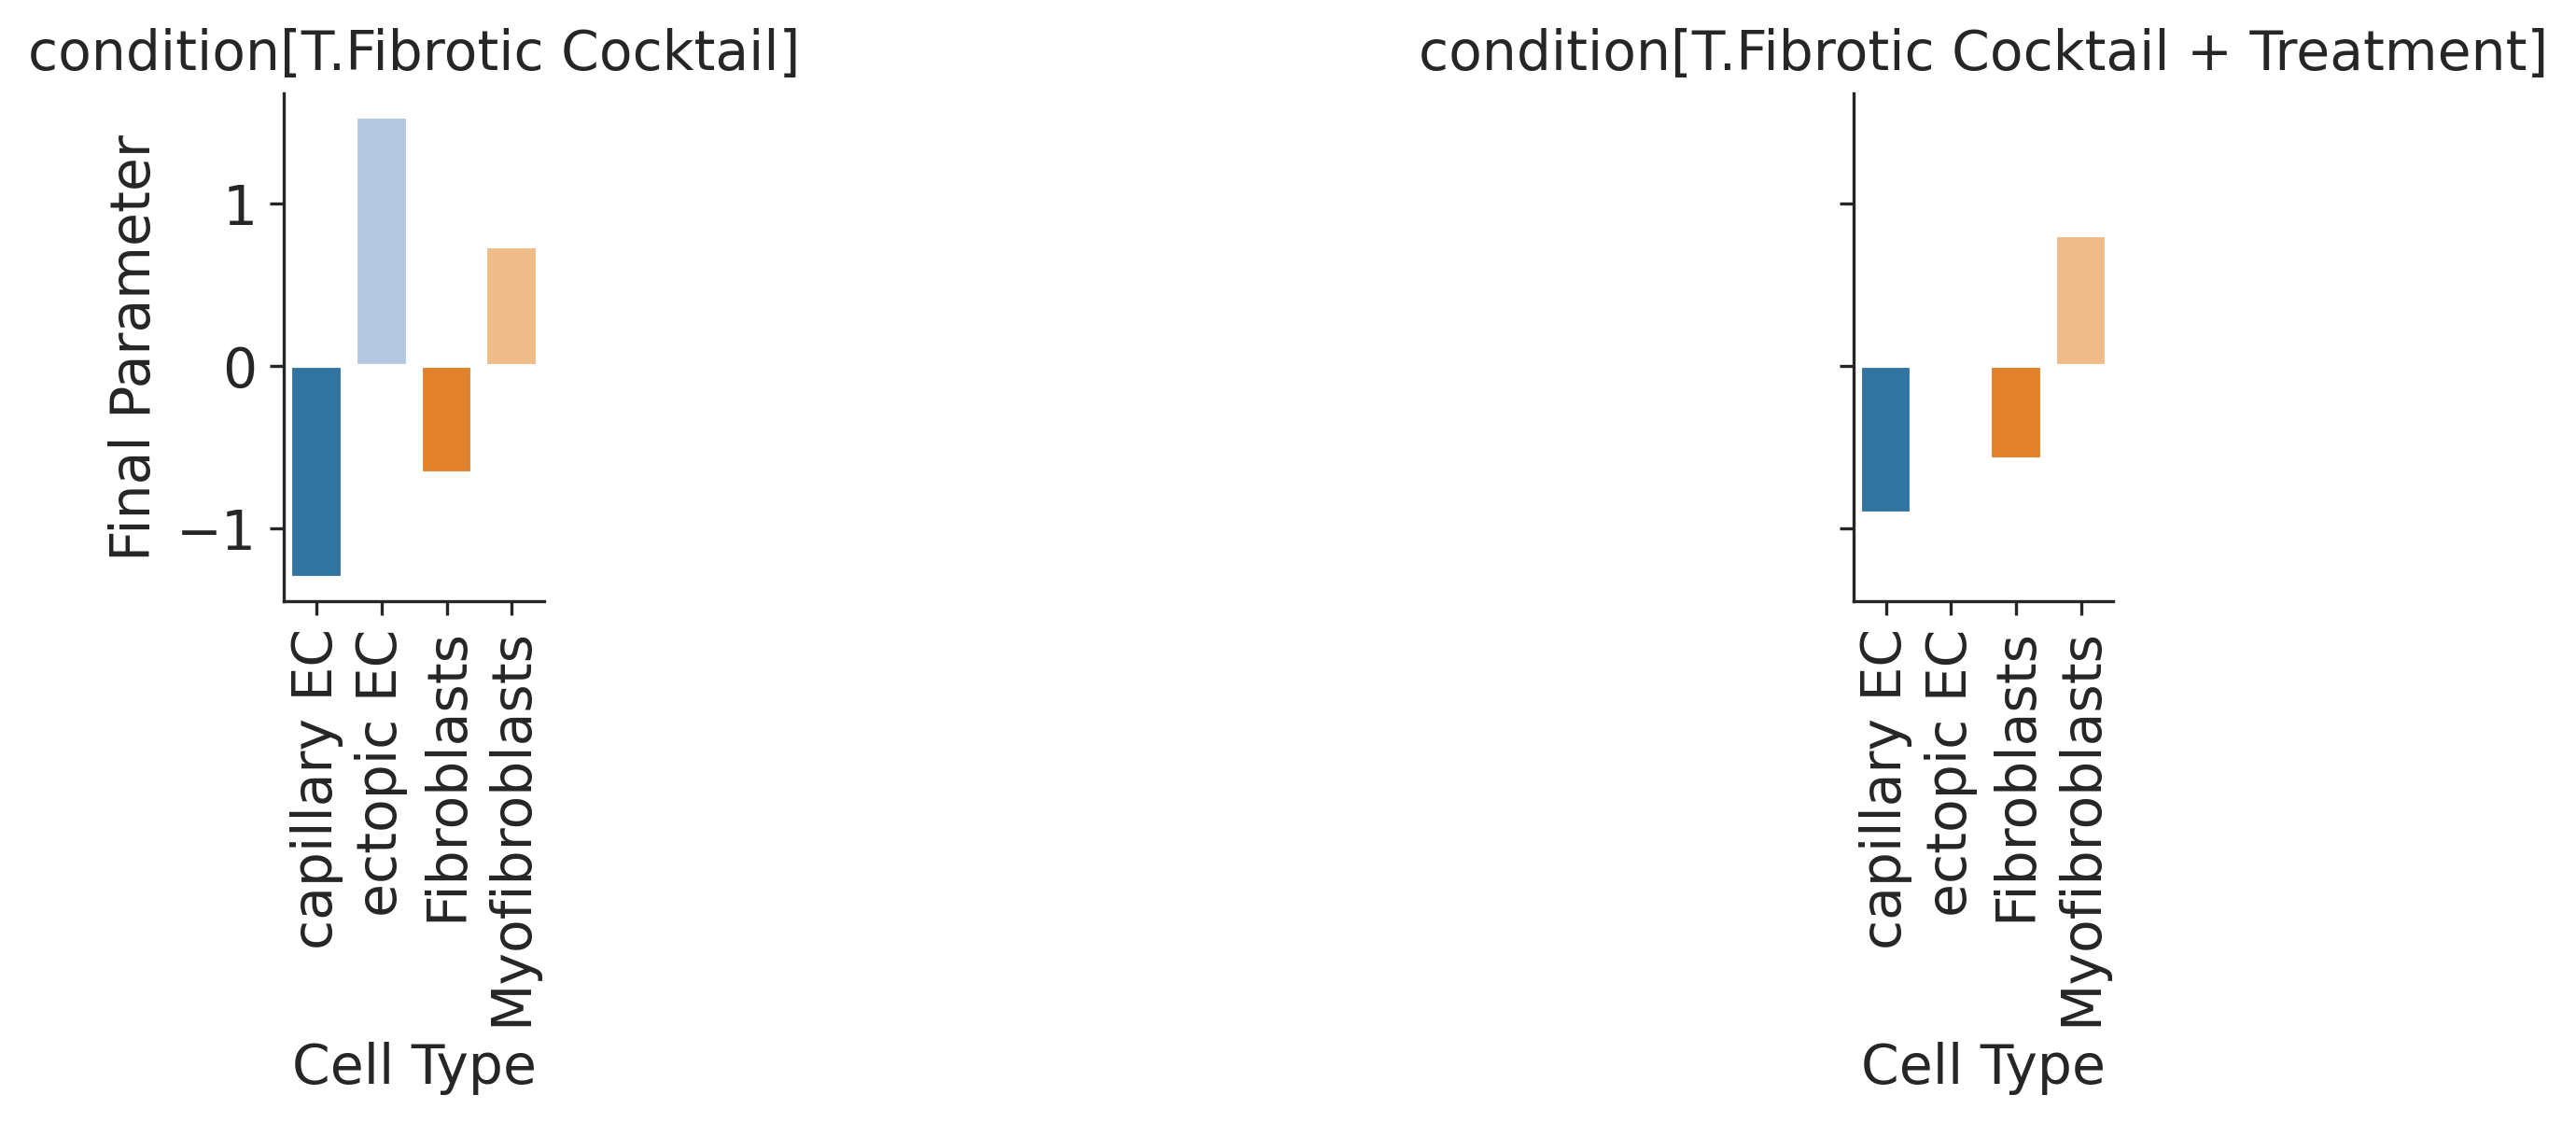 condition[T.Fibrotic Cocktail]
Final Parameter
1
0
−1
capillary EC
ectopic EC
Fibroblasts
Myofibroblasts
Cell Type
condition[T.Fibrotic Cocktail + Treatment]
capillary EC
ectopic EC
Fibroblasts
Myofibroblasts
Cell Type